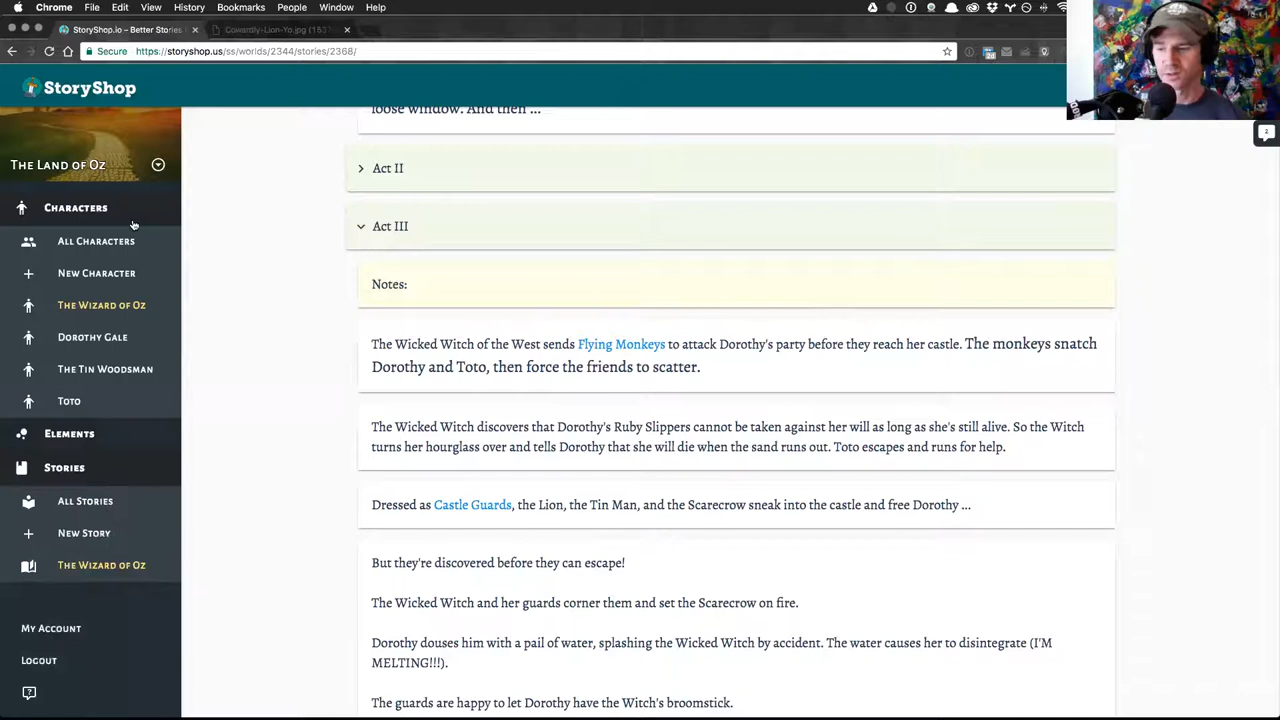 Chrome File Edit View History Bookmarks People Window Help
StoryShop.io – Better Stories
Cowardly-Lion-Yo.jpg (153
Secure https://storyshop.us/ss/worlds/2344/stories/2368/
StoryShop
The Land of Oz
Characters
All Characters
New Character
The Wizard of Oz
Dorothy Gale
The Tin Woodsman
Toto
Elements
Stories
All Stories
New Story
The Wizard of Oz
My Account
Logout
loose window. And then ...
Act II
Act III
Notes:
The Wicked Witch of the West sends Flying Monkeys to attack Dorothy's party before they reach her castle. The monkeys snatch
Dorothy and Toto, then force the friends to scatter.
The Wicked Witch discovers that Dorothy's Ruby Slippers cannot be taken against her will as long as she's still alive. So the Witch
turns her hourglass over and tells Dorothy that she will die when the sand runs out. Toto escapes and runs for help.
Dressed as Castle Guards, the Lion, the Tin Man, and the Scarecrow sneak into the castle and free Dorothy ...
But they're discovered before they can escape!
The Wicked Witch and her guards corner them and set the Scarecrow on fire.
Dorothy douses him with a pail of water, splashing the Wicked Witch by accident. The water causes her to disintegrate (I'M
MELTING!!!).
The guards are happy to let Dorothy have the Witch's broomstick.
2